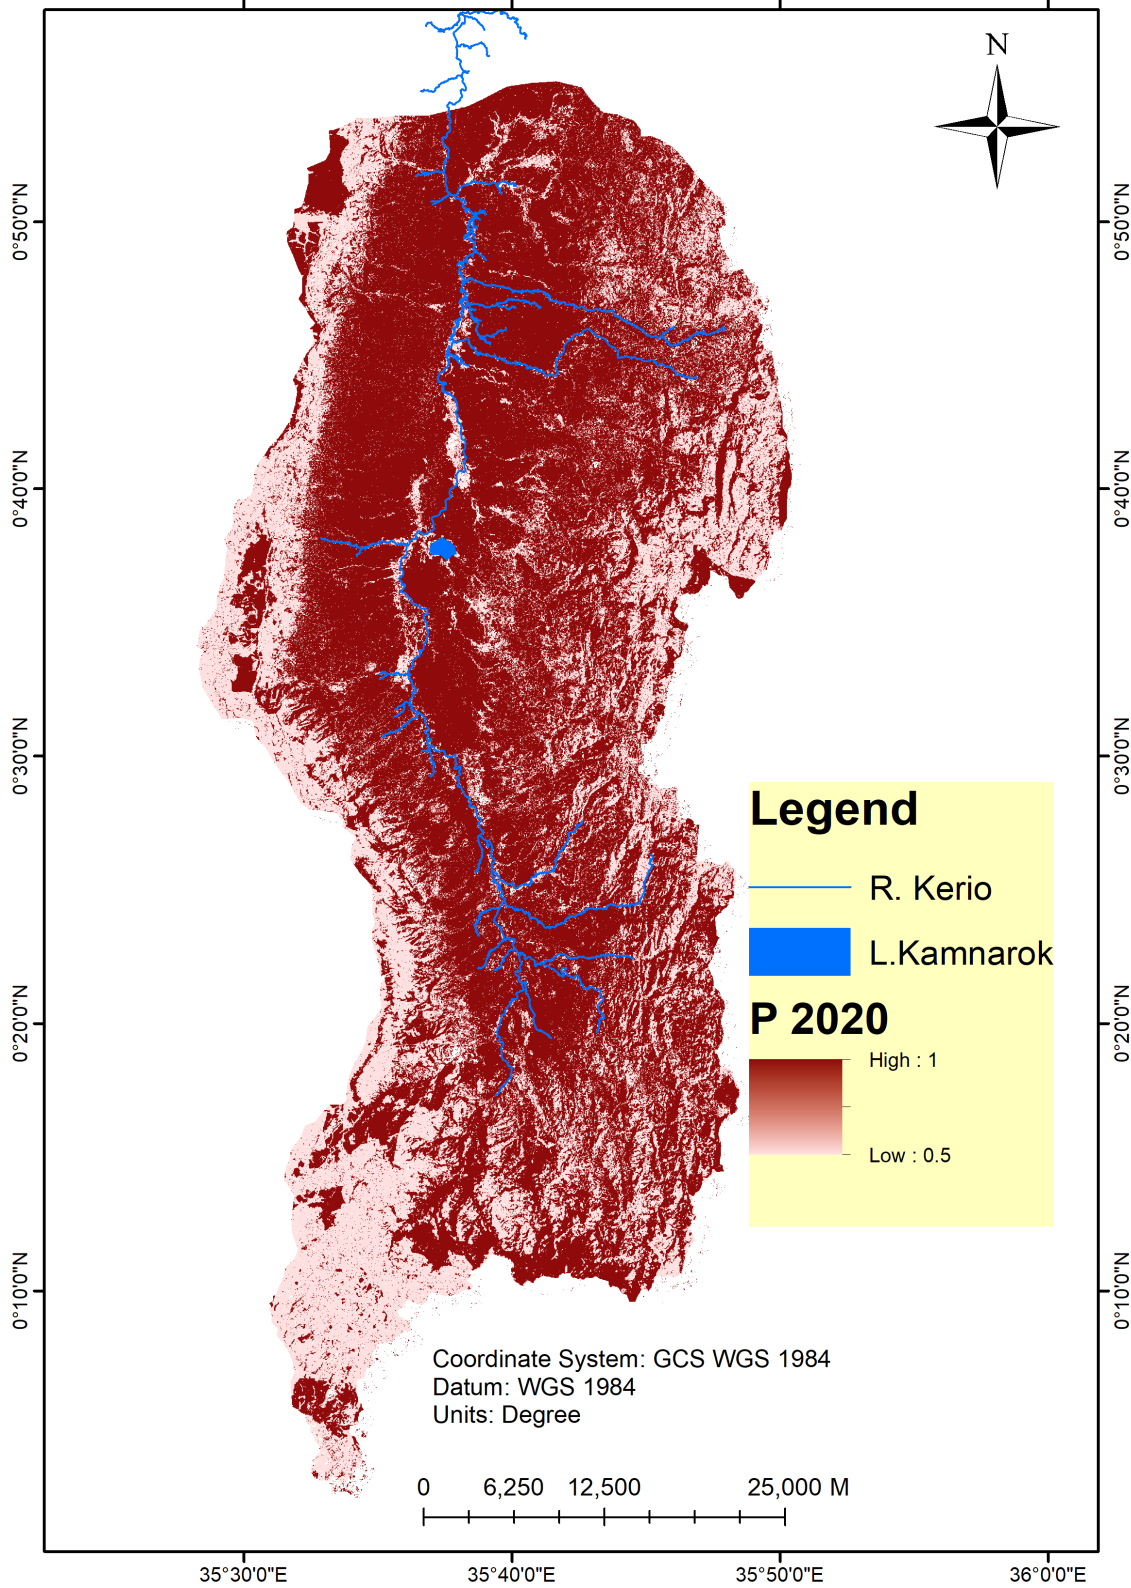 N
0°50'0"N
0°50'0"N
0°40'0"N
0°40'0"N
0°30'0"N
0°30'0"N
Legend
R. Kerio
L.Kamnarok
P 2020
High : 1
Low : 0.5
0°20'0"N
0°20'0"N
0°10'0"N
0°10'0"N
Coordinate System: GCS WGS 1984
Datum: WGS 1984
Units: Degree
0 6,250 12,500 25,000 M
35°30'0"E 35°40'0"E 35°50'0"E 36°0'0"E